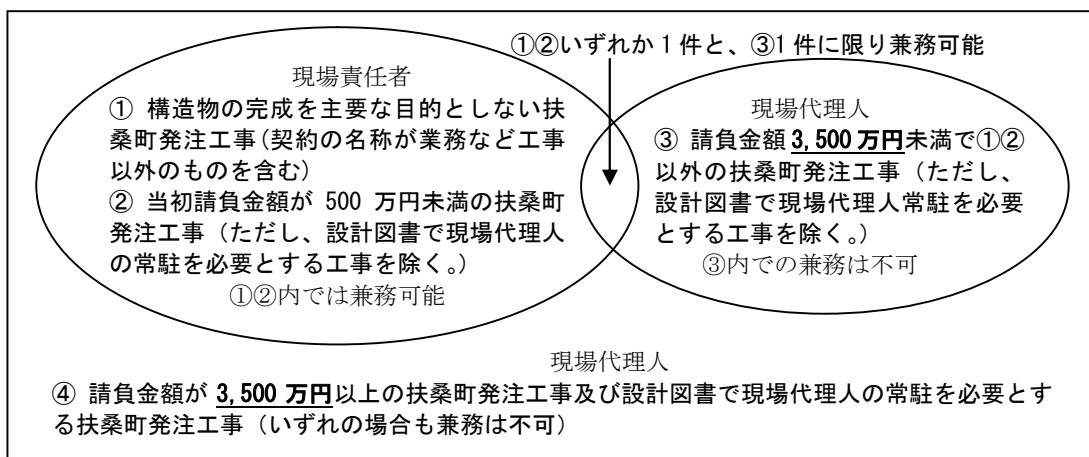 ①②いずれか１件と、③１件に限り兼務可能
現場責任者
① 構造物の完成を主要な目的としない扶
桑町発注工事（契約の名称が業務など工事
以外のものを含む）
② 当初請負金額が 500 万円未満の扶桑町
発注工事（ただし、設計図書で現場代理人
の常駐を必要とする工事を除く。）
①②内では兼務可能
現場代理人
③ 請負金額 3,500 万円未満で①②
以外の扶桑町発注工事（ただし、
設計図書で現場代理人常駐を必要
とする工事を除く。）
③内での兼務は不可
現場代理人
④ 請負金額が 3,500 万円以上の扶桑町発注工事及び設計図書で現場代理人の常駐を必要とす
る扶桑町発注工事（いずれの場合も兼務は不可）